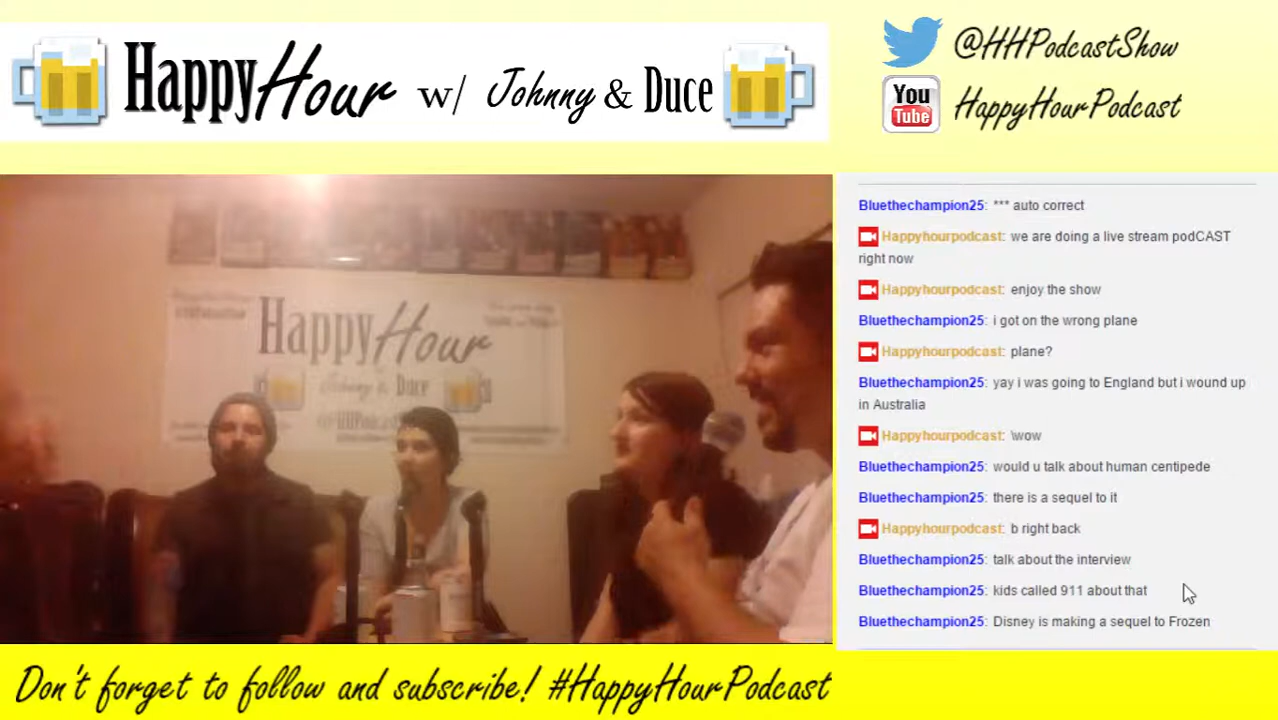 HappyHour w/ Johnny & Duce
@HHPodcastShow
You
Tube
HappyHourPodcast
Bluethechampion25: *** auto correct
Happyhourpodcast: we are doing a live stream podCAST
right now
Happyhourpodcast: enjoy the show
Bluethechampion25: i got on the wrong plane
Happyhourpodcast: plane?
Bluethechampion25: yay i was going to England but i wound up
in Australia
Happyhourpodcast: \wow
Bluethechampion25: would u talk about human centipede
Bluethechampion25: there is a sequel to it
Happyhourpodcast: b right back
Bluethechampion25: talk about the interview
Bluethechampion25: kids called 911 about that
Bluethechampion25: Disney is making a sequel to Frozen
HappyHour
Johnny & Duce
Don't forget to follow and subscribe! #HappyHourPodcast